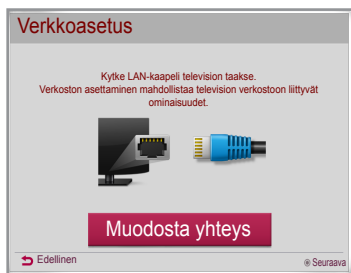 Verkkoasetus
Kytke LAN-kaapeli television taakse.
Verkoston asettaminen mahdollistaa television verkostoon liittyvät
ominaisuudet.
Muodosta yhteys
Edellinen
Seuraava